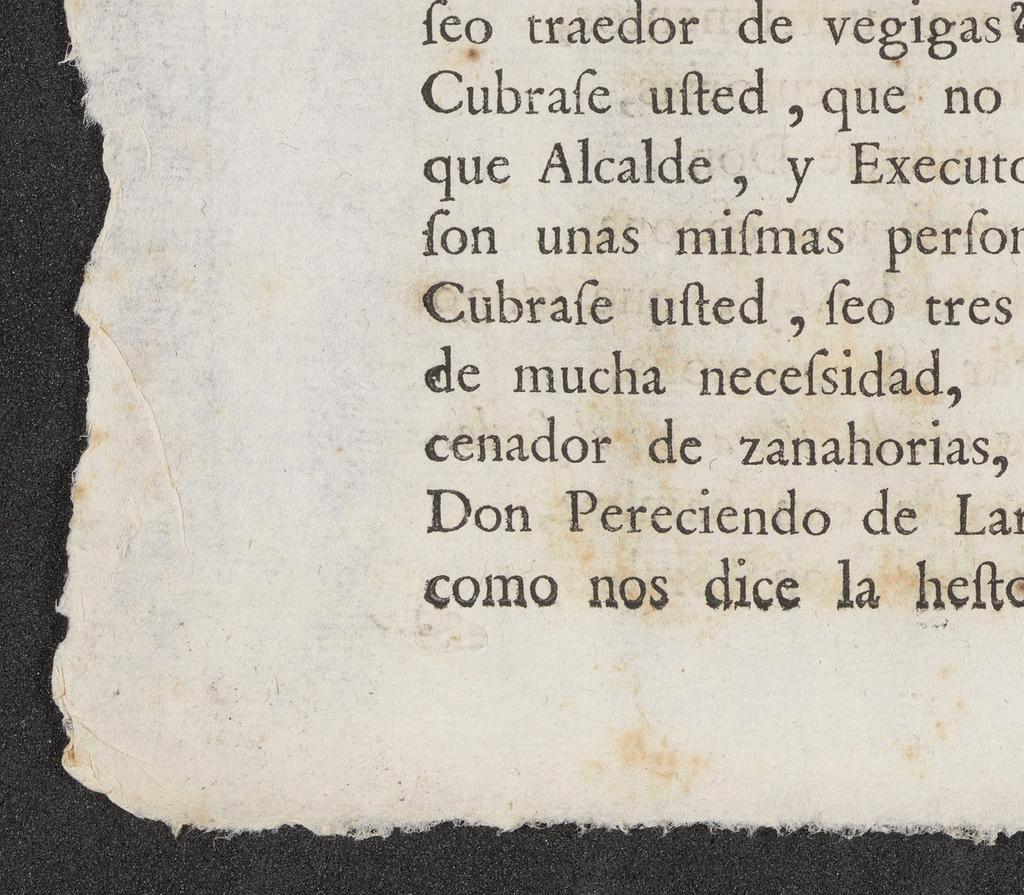 ſeo traedor de vegigas?
Cubraſe uſted , que no
que Alcalde , y Executo
ſon unas miſmas perſon
Cubraſe uſted , ſeo tres
de mucha neceſsidad,
cenador de zanahorias,
Don Pereciendo de Lar
como nos dice la heſto